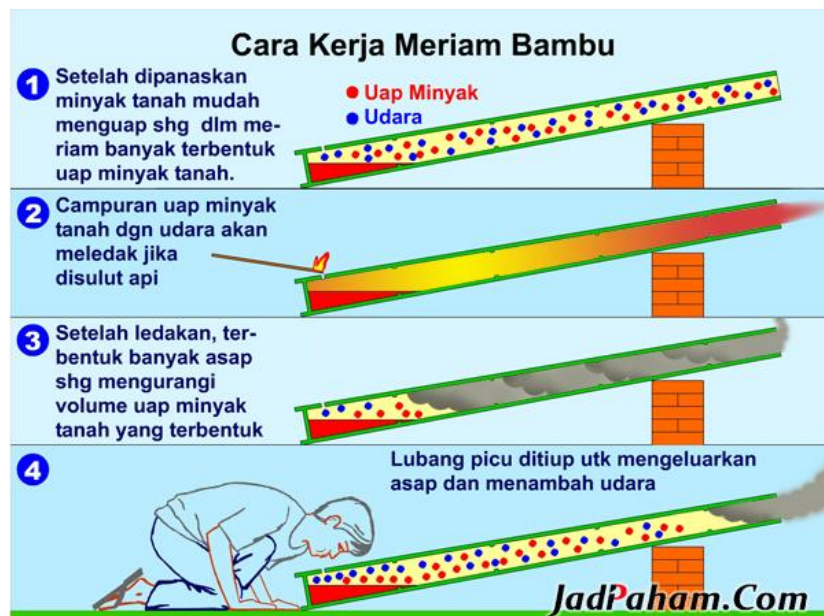 Cara Kerja Meriam Bambu
1 Setelah dipanaskan
minyak tanah mudah
menguap shg dlm me-
riam banyak terbentuk
uap minyak tanah.
Uap Minyak
Udara
2 Campuran uap minyak
tanah dgn udara akan
meledak jika
disulut api
3 Setelah ledakan, ter-
bentuk banyak asap
shg mengurangi
volume uap minyak
tanah yang terbentuk
4
Lubang picu ditiup utk mengeluarkan
asap dan menambah udara
JadiPaham.Com